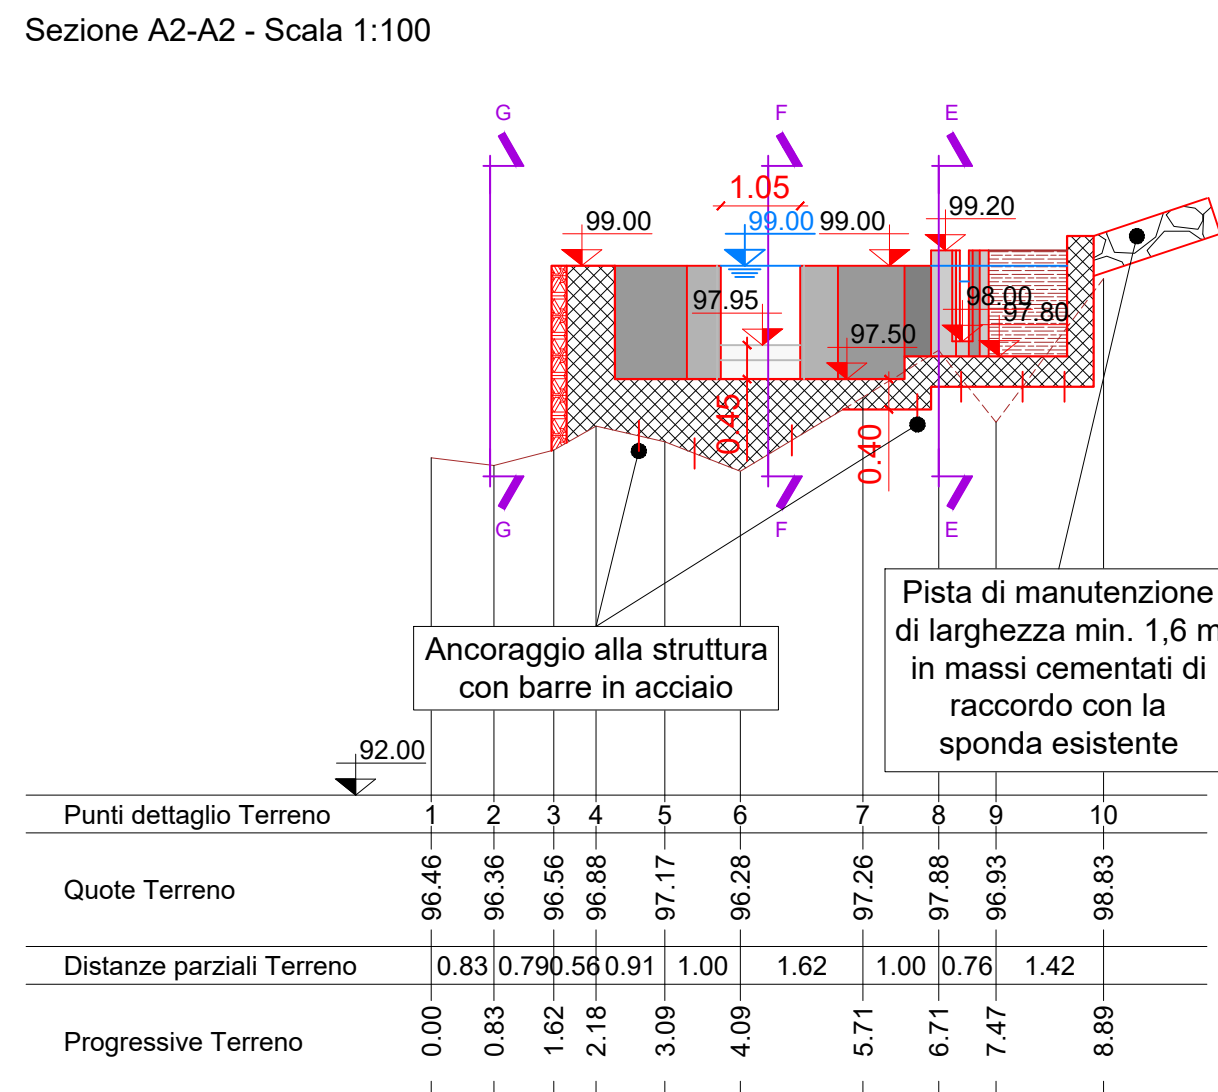 Sezione A2-A2 - Scala 1:100
G F E
1.05
99.00 99.00 99.00 99.20
97.95 98.00
97.80
97.50
0.45
0.40
G F E
Pista di manutenzione
di larghezza min. 1,6 m
in massi cementati di
raccordo con la
sponda esistente
Ancoraggio alla struttura
con barre in acciaio
92.00
Punti dettaglio Terreno 1 2 3 4 5 6 7 8 9 10
Quote Terreno 96.46 96.36 96.56 96.88 97.17 96.28 97.26 97.88 96.93 98.83
Distanze parziali Terreno 0.83 0.79 0.56 0.91 1.00 1.62 1.00 0.76 1.42
Progressive Terreno 0.00 0.83 1.62 2.18 3.09 4.09 5.71 6.71 7.47 8.89